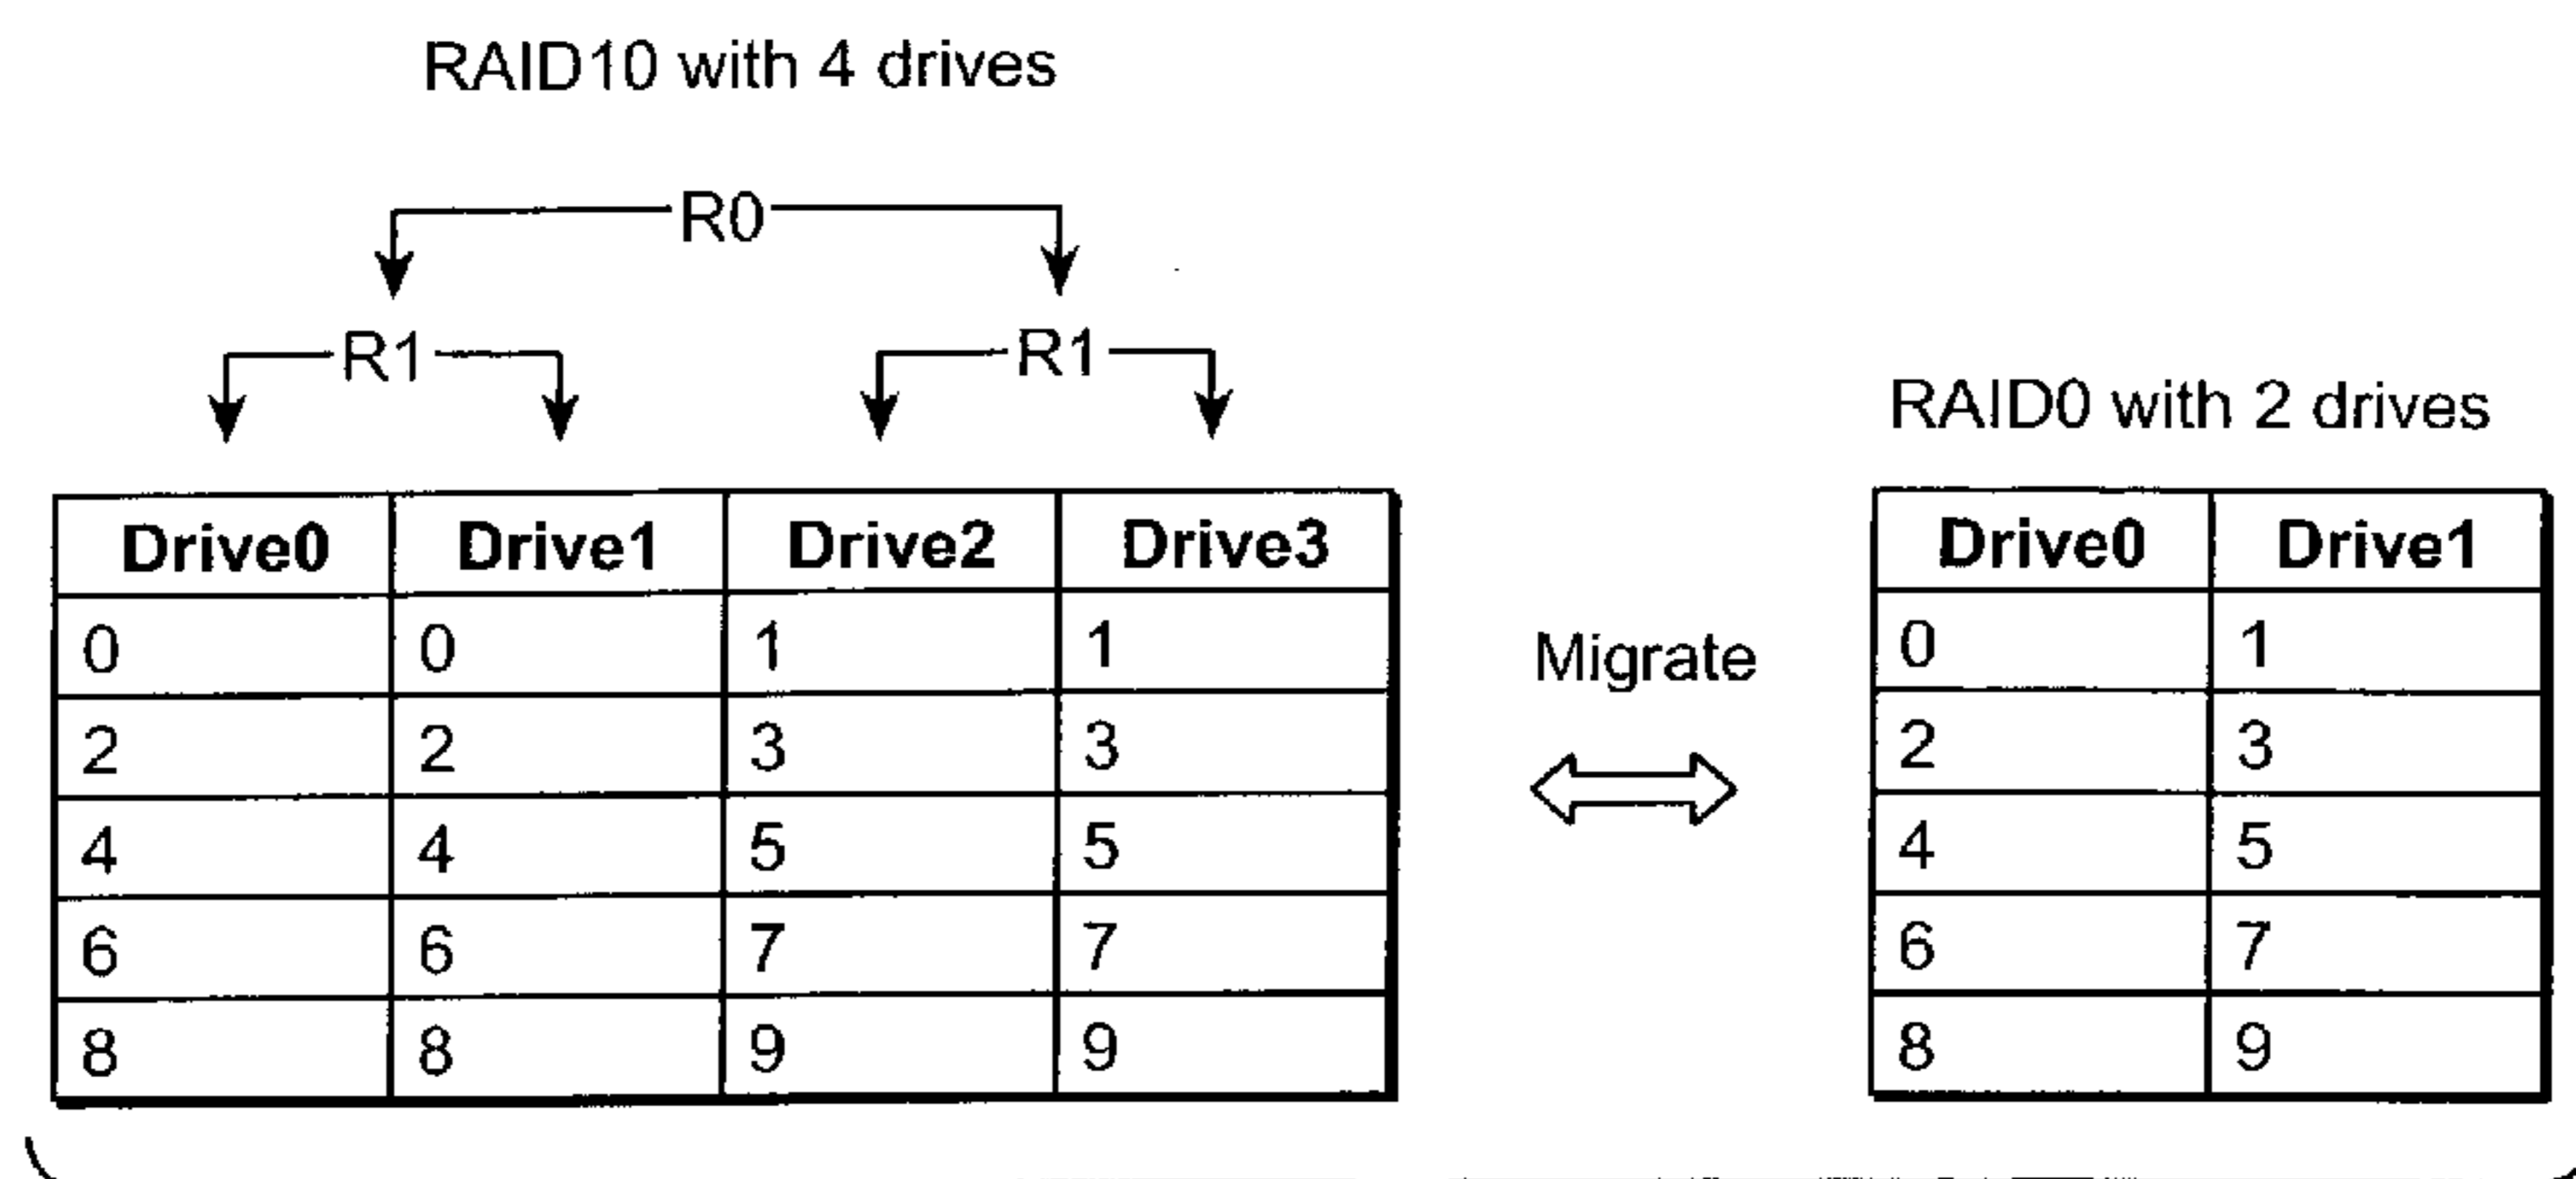 RAID10 with 4 drives
R0
R1 R1
RAID0 with 2 drives
Drive0 Drive1 Drive2 Drive3
0 0 1 1
2 2 3 3
4 4 5 5
6 6 7 7
8 8 9 9
Migrate
Drive0 Drive1
0 1
2 3
4 5
6 7
8 9